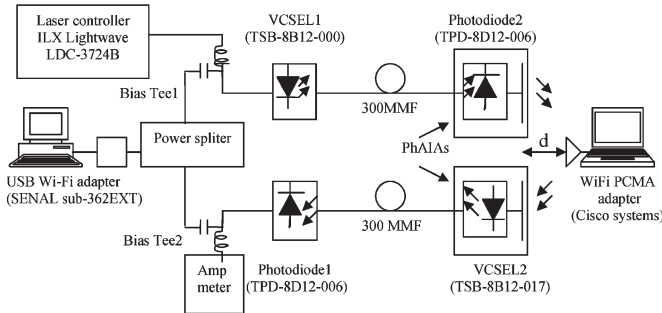 Laser controller
ILX Lightwave
LDC-3724B
VCSEL1
(TSB-8B12-000)
Photodiode2
(TPD-8D12-006)
Bias Tee1
300MMF
Power spliter
PhAIAs
d
USB Wi-Fi adapter
(SENAL sub-362EXT)
WiFi PCMA
adapter
(Cisco systems)
300 MMF
Bias Tee2
Amp
meter
Photodiode1
(TPD-8D12-006)
VCSEL2
(TSB-8B12-017)